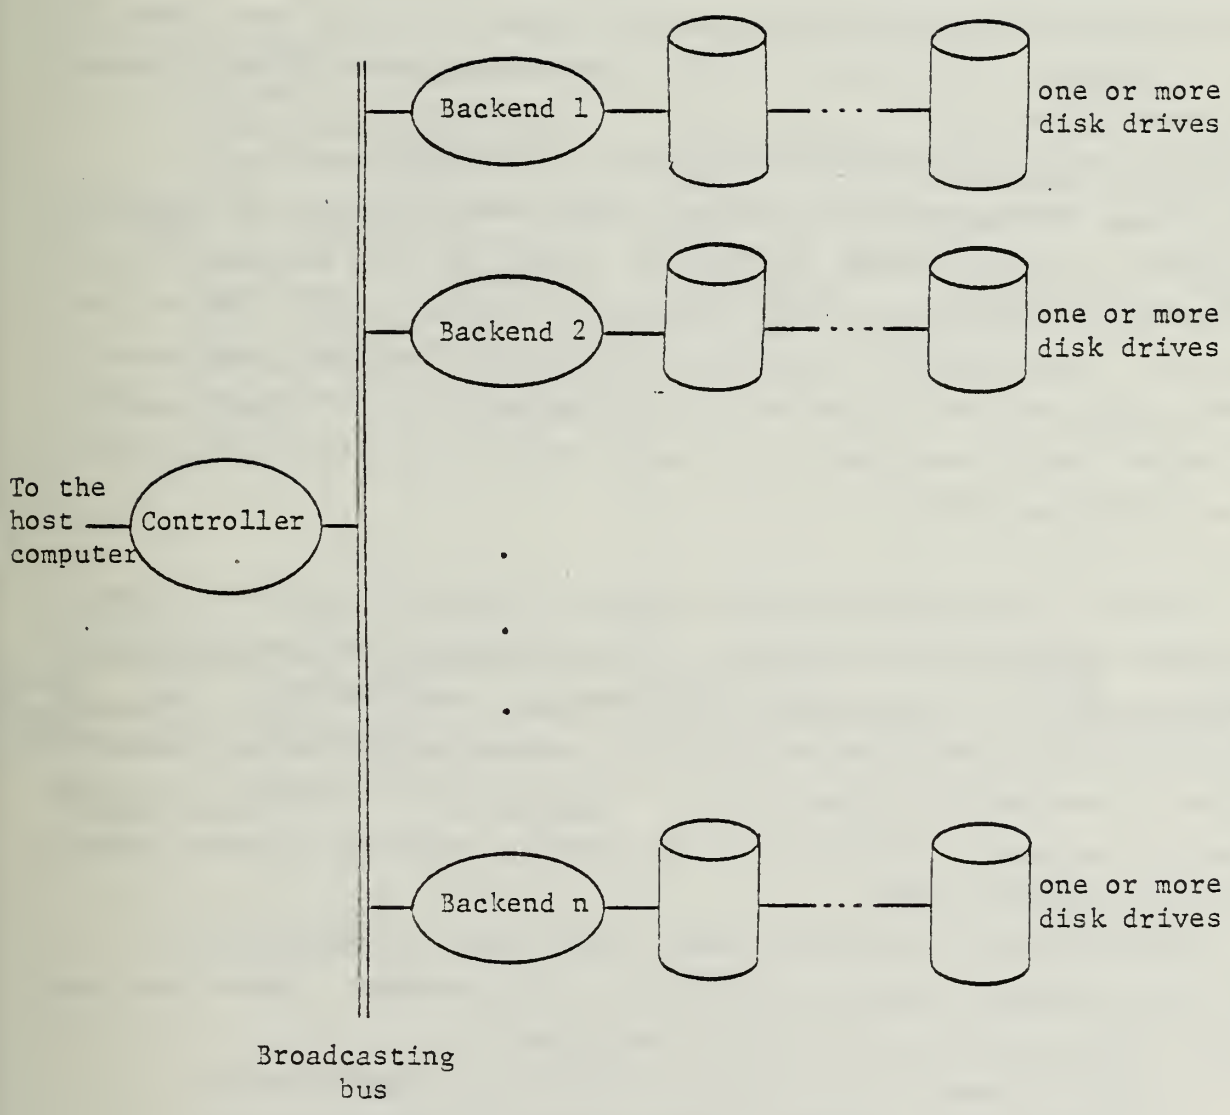 Backend 1
one or more
disk drives
Backend 2
one or more
disk drives
To the
host
computer
Controller
Backend n
one or more
disk drives
Broadcasting
bus